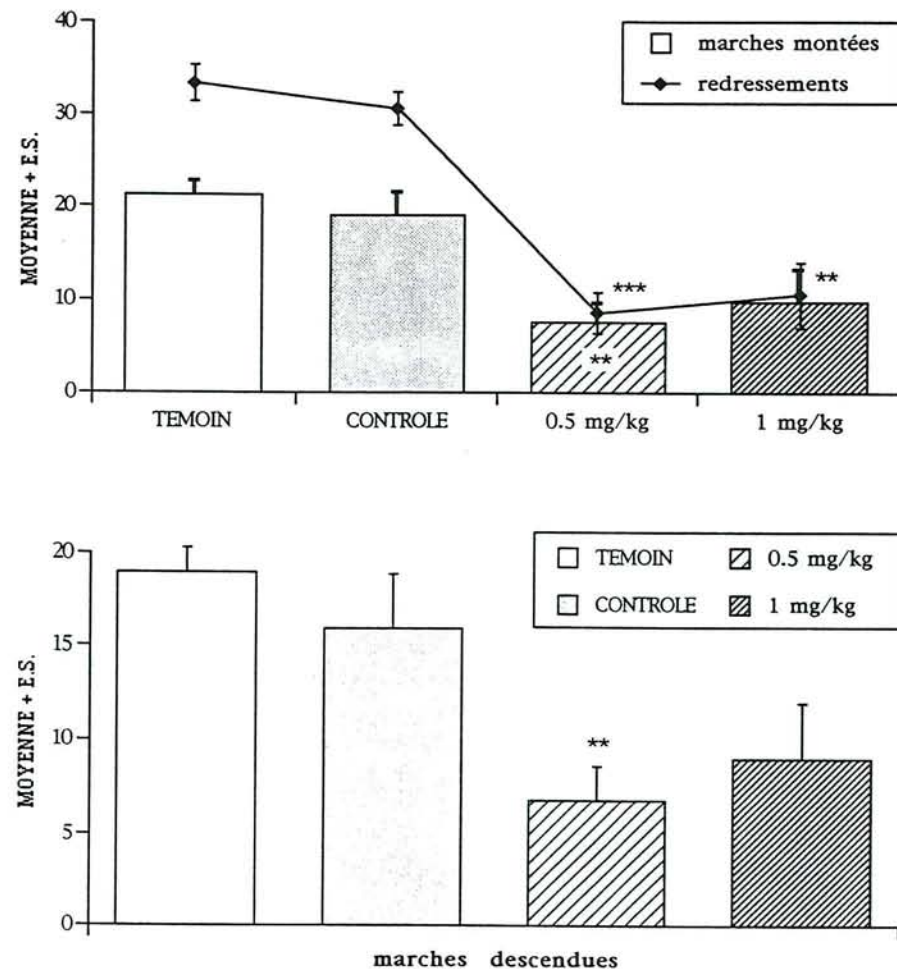 40
marches montées
redressements
30
MOYENNE + E.S.
20
***
**
10
**
0
TEMOIN
CONTROLE
0.5 mg/kg
1 mg/kg
20
TEMOIN
0.5 mg/kg
CONTROLE
1 mg/kg
15
MOYENNE + E.S.
10
**
5
0
marches descendues